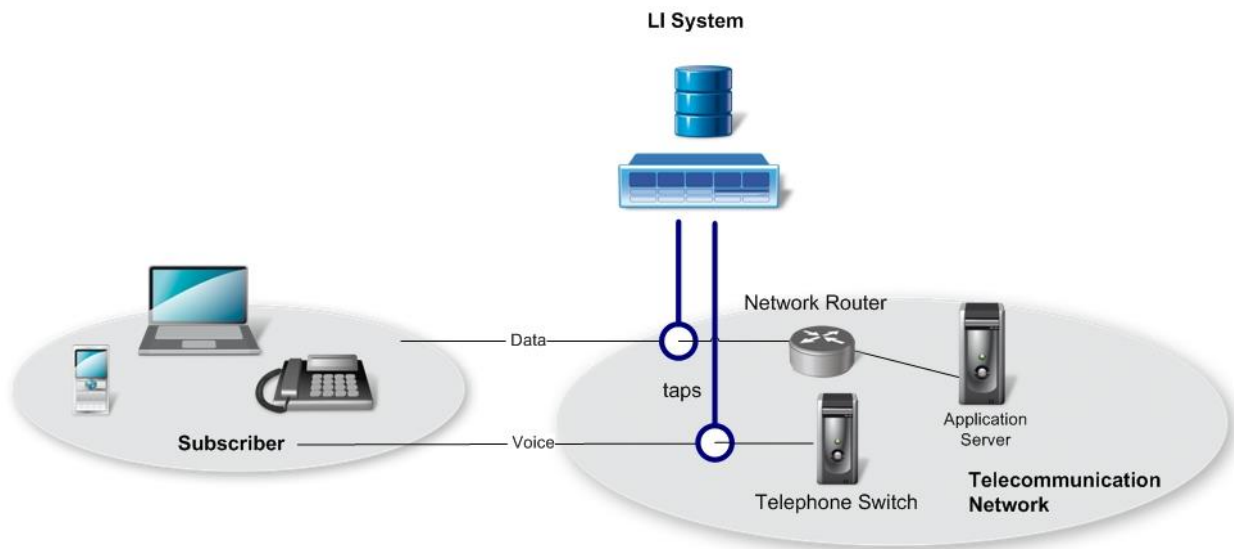 LI System
Network Router
Data
taps
Application
Server
Subscriber
Voice
Telephone Switch
Telecommunication
Network